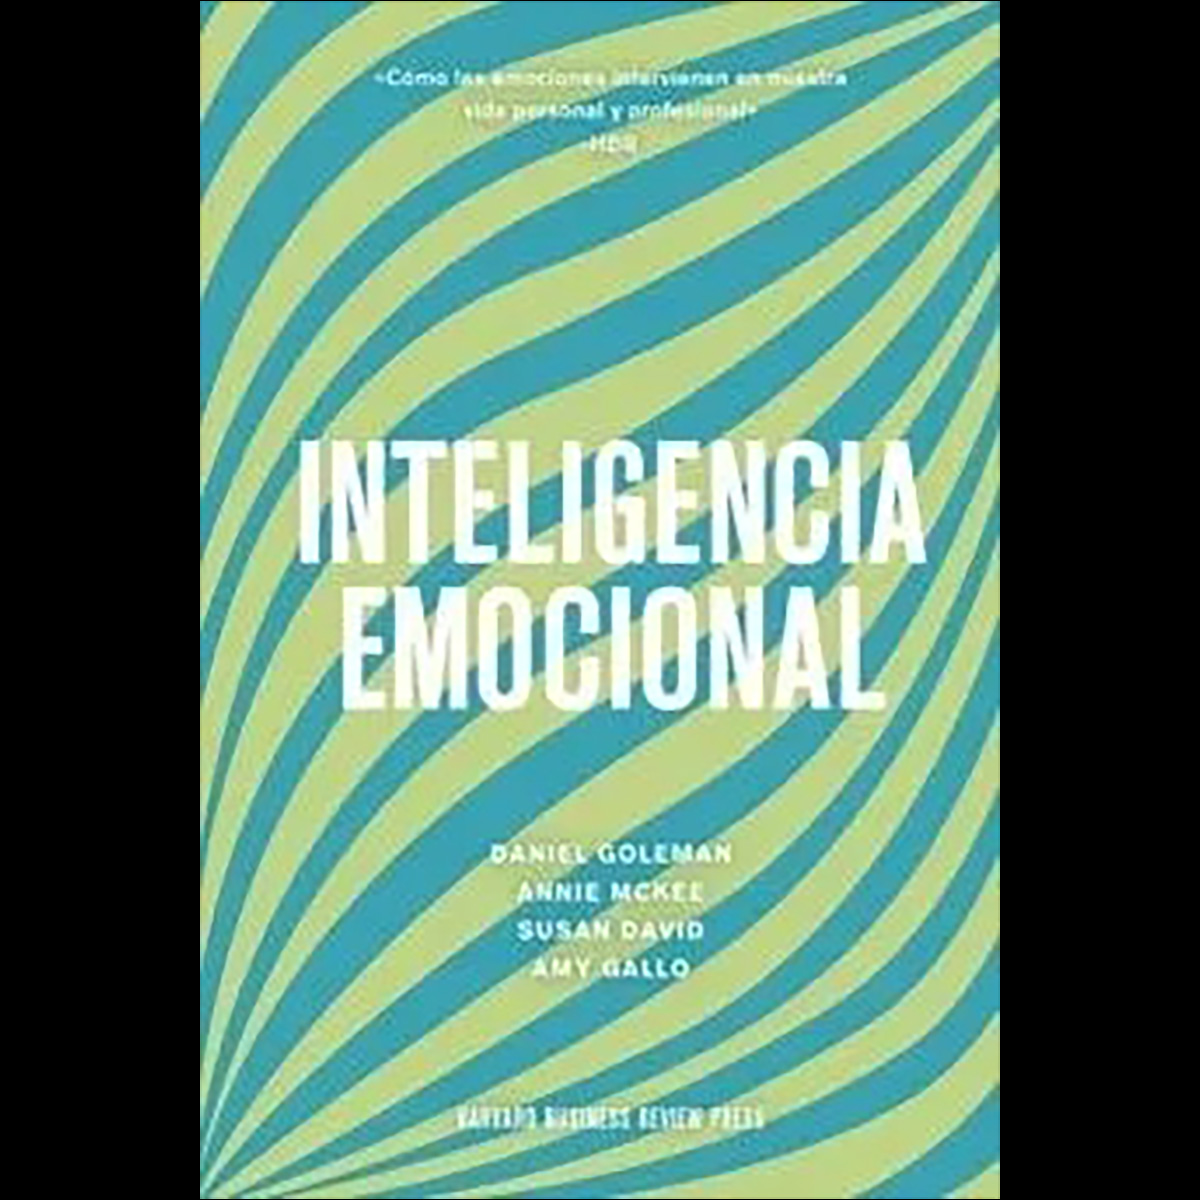 «Cómo las emociones intervienen en nuestra
vida personal y profesional»
-HBR
INTELIGENCIA
EMOCIONAL
DANIEL GOLEMAN
ANNIE MCKEE
SUSAN DAVID
AMY GALLO
HARVARD BUSINESS REVIEW PRESS